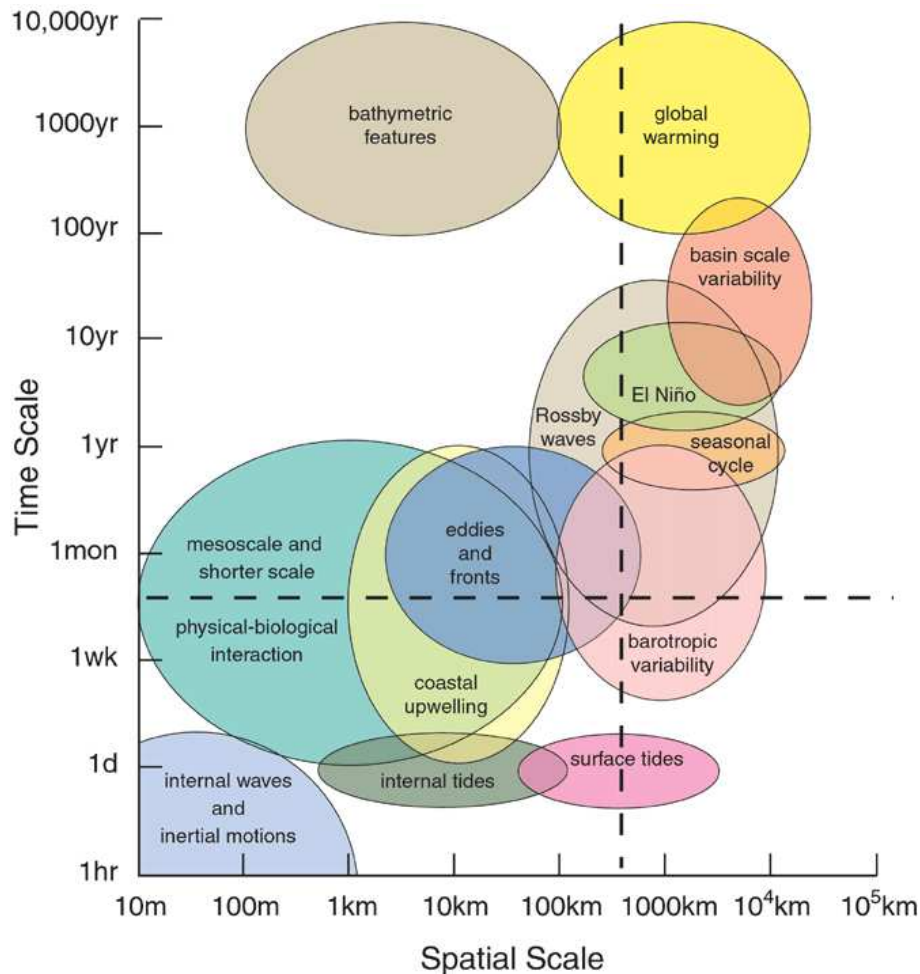 10,000yr
1000yr
100yr
10yr
1yr
1mon
1wk
1d
1hr
Time Scale
bathymetric
features
global
warming
basin scale
variability
El Niño
Rossby
waves
seasonal
cycle
mesoscale and
shorter scale
physical-biological
interaction
eddies
and
fronts
coastal
upwelling
barotropic
variability
internal waves
and
inertial motions
internal tides
surface tides
10m
100m
1km
10km
100km
1000km
10⁴km
10⁵km
Spatial Scale